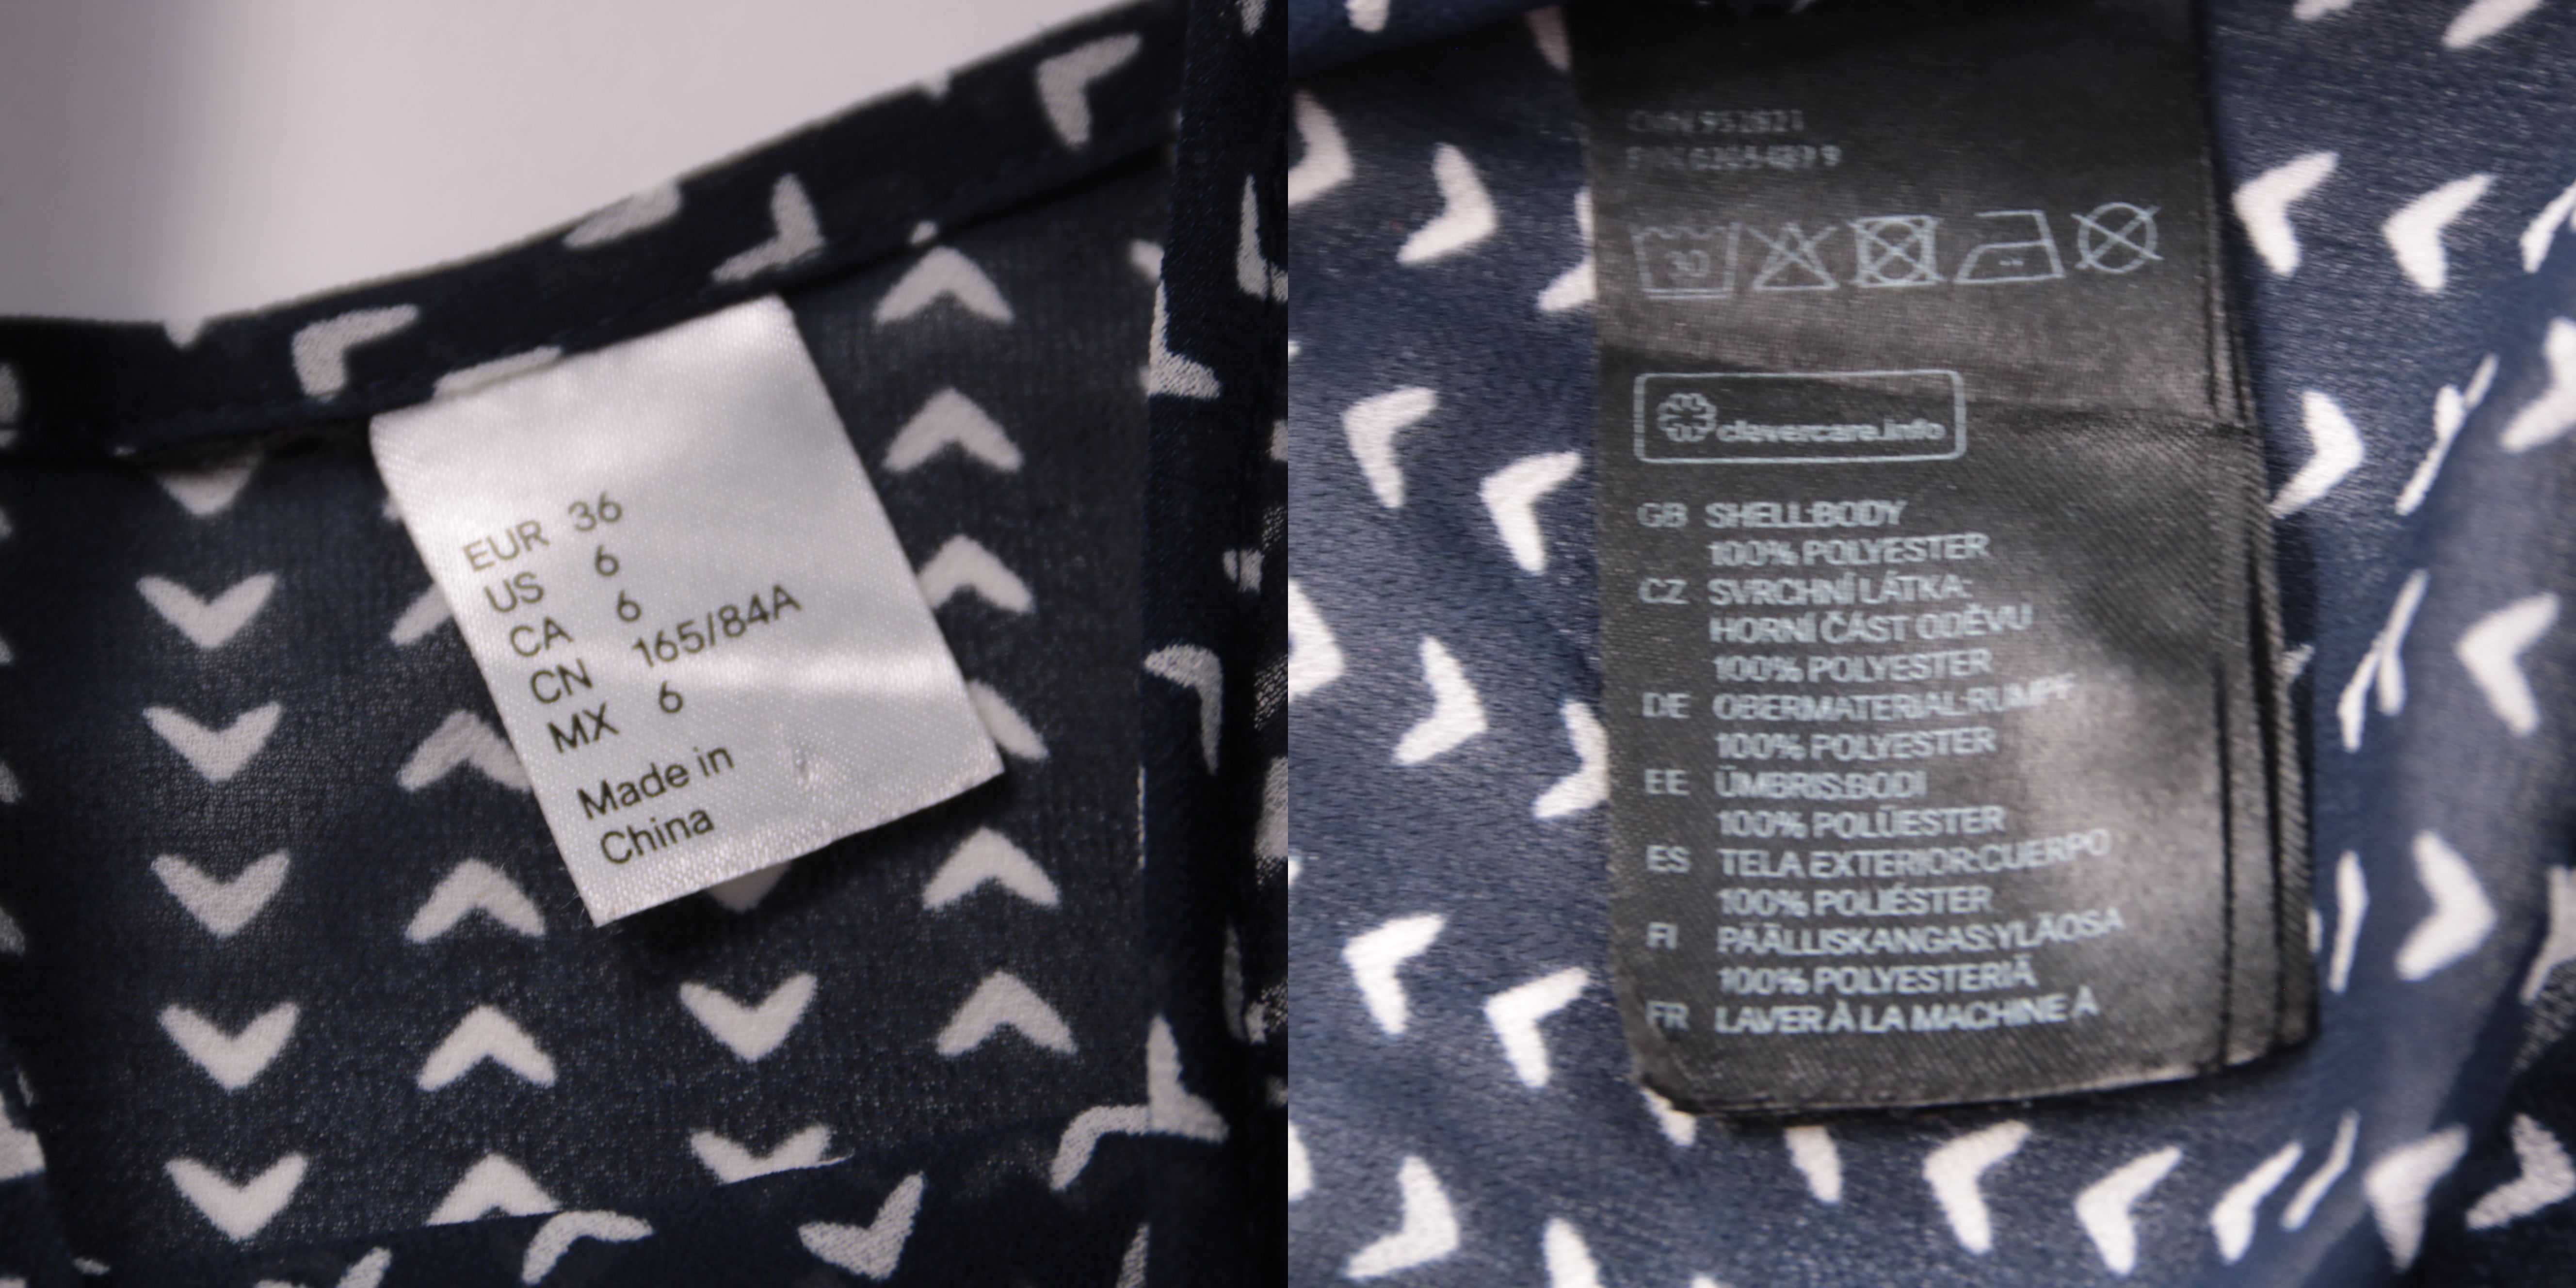 EUR 36
US 6
CA 6
CN 165/84A
MX 6
Made in
China
952821
30
clevercare.info
GB SHELL:BODY
100% POLYESTER
CZ SVRCHNÍ LÁTKA:
HORNÍ ČÁST ODĚVU
100% POLYESTER
DE OBERMATERIAL:RUMPF
100% POLYESTER
EE ÜMBRIS:BODI
100% POLÜESTER
ES TELA EXTERIOR:CUERPO
100% POLIÉSTER
FI PÄÄLLISKANGAS:YLÄOSA
100% POLYESTERIÄ
FR LAVER À LA MACHINE À